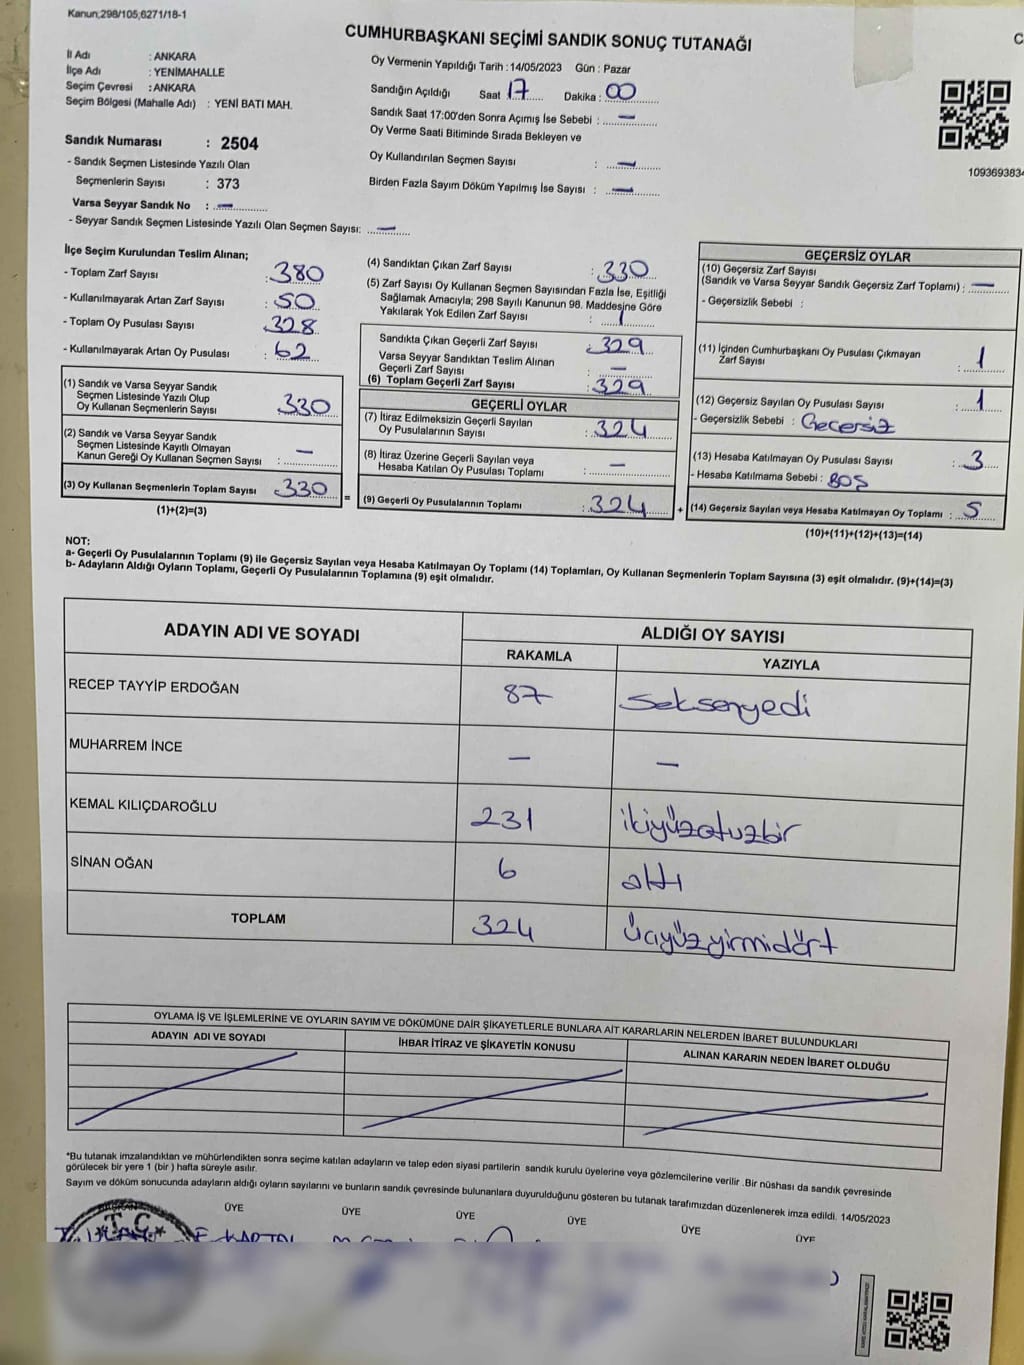 Kanun;298/105,6271/18-1
CUMHURBAŞKANI SEÇİMİ SANDIK SONUÇ TUTANAĞI
C
İl Adı : ANKARA
İlçe Adı : YENİMAHALLE
Seçim Çevresi : ANKARA
Seçim Bölgesi (Mahalle Adı) : YENİ BATI MAH.
Sandık Numarası : 2504
- Sandık Seçmen Listesinde Yazılı Olan
Seçmenlerin Sayısı : 373
Varsa Seyyar Sandık No : —
- Seyyar Sandık Seçmen Listesinde Yazılı Olan Seçmen Sayısı: —
Oy Vermenin Yapıldığı Tarih : 14/05/2023 Gün : Pazar
Sandığın Açıldığı Saat 17 Dakika : 00
Sandık Saat 17:00'den Sonra Açımış İse Sebebi : —
Oy Verme Saati Bitiminde Sırada Bekleyen ve
Oy Kullandırılan Seçmen Sayısı : —
Birden Fazla Sayım Döküm Yapılmış İse Sayısı : —
1093693834
İlçe Seçim Kurulundan Teslim Alınan;
- Toplam Zarf Sayısı : 380
- Kullanılmayarak Artan Zarf Sayısı : 50
- Toplam Oy Pusulası Sayısı : 328
- Kullanılmayarak Artan Oy Pusulası : 62
(1) Sandık ve Varsa Seyyar Sandık
Seçmen Listesinde Yazılı Olup
Oy Kullanan Seçmenlerin Sayısı : 330
(2) Sandık ve Varsa Seyyar Sandık
Seçmen Listesinde Kayıtlı Olmayan
Kanun Gereği Oy Kullanan Seçmen Sayısı : —
(3) Oy Kullanan Seçmenlerin Toplam Sayısı : 330
(1)+(2)=(3)
=
(4) Sandıktan Çıkan Zarf Sayısı : 330
(5) Zarf Sayısı Oy Kullanan Seçmen Sayısından Fazla İse, Eşitliği
Sağlamak Amacıyla; 298 Sayılı Kanunun 98. Maddesine Göre
Yakılarak Yok Edilen Zarf Sayısı : 1
Sandıkta Çıkan Geçerli Zarf Sayısı : 329
Varsa Seyyar Sandıktan Teslim Alınan
Geçerli Zarf Sayısı : —
(6) Toplam Geçerli Zarf Sayısı : 329
GEÇERLİ OYLAR
(7) İtiraz Edilmeksizin Geçerli Sayılan
Oy Pusulalarının Sayısı : 324
(8) İtiraz Üzerine Geçerli Sayılan veya
Hesaba Katılan Oy Pusulası Toplamı : —
(9) Geçerli Oy Pusulalarının Toplamı : 324
+
GEÇERSİZ OYLAR
(10) Geçersiz Zarf Sayısı
(Sandık ve Varsa Seyyar Sandık Geçersiz Zarf Toplamı) : —
- Geçersizlik Sebebi :
(11) İçinden Cumhurbaşkanı Oy Pusulası Çıkmayan
Zarf Sayısı : 1
(12) Geçersiz Sayılan Oy Pusulası Sayısı : 1
- Geçersizlik Sebebi : Gecersiz
(13) Hesaba Katılmayan Oy Pusulası Sayısı : 3
- Hesaba Katılmama Sebebi : BOŞ
(14) Geçersiz Sayılan veya Hesaba Katılmayan Oy Toplamı : 5
(10)+(11)+(12)+(13)=(14)
NOT:
a- Geçerli Oy Pusulalarının Toplamı (9) ile Geçersiz Sayılan veya Hesaba Katılmayan Oy Toplamı (14) Toplamları, Oy Kullanan Seçmenlerin Toplam Sayısına (3) eşit olmalıdır. (9)+(14)=(3)
b- Adayların Aldığı Oyların Toplamı, Geçerli Oy Pusulalarının Toplamına (9) eşit olmalıdır.
ADAYIN ADI VE SOYADI
ALDIĞI OY SAYISI
RAKAMLA YAZIYLA
RECEP TAYYİP ERDOĞAN 87 Seksenyedi
MUHARREM İNCE — —
KEMAL KILIÇDAROĞLU 231 ikiyüzotuzbir
SİNAN OĞAN 6 altı
TOPLAM 324 üçyüzyirmidört
OYLAMA İŞ VE İŞLEMLERİNE VE OYLARIN SAYIM VE DÖKÜMÜNE DAİR ŞİKAYETLERLE BUNLARA AİT KARARLARIN NELERDEN İBARET BULUNDUKLARI
ADAYIN ADI VE SOYADI
İHBAR İTİRAZ VE ŞİKAYETİN KONUSU
ALINAN KARARIN NEDEN İBARET OLDUĞU
*Bu tutanak imzalandıktan ve mühürlendikten sonra seçime katılan adayların ve talep eden siyasi partilerin sandık kurulu üyelerine veya gözlemcilerine verilir .Bir nüshası da sandık çevresinde
görülecek bir yere 1 (bir ) hafta süreyle asılır.
Sayım ve döküm sonucunda adayların aldığı oyların sayılarını ve bunların sandık çevresinde bulunanlara duyurulduğunu gösteren bu tutanak tarafımızdan düzenlenerek imza edildi. 14/05/2023
ÜYE ÜYE ÜYE ÜYE ÜYE ÜYE
T.C.